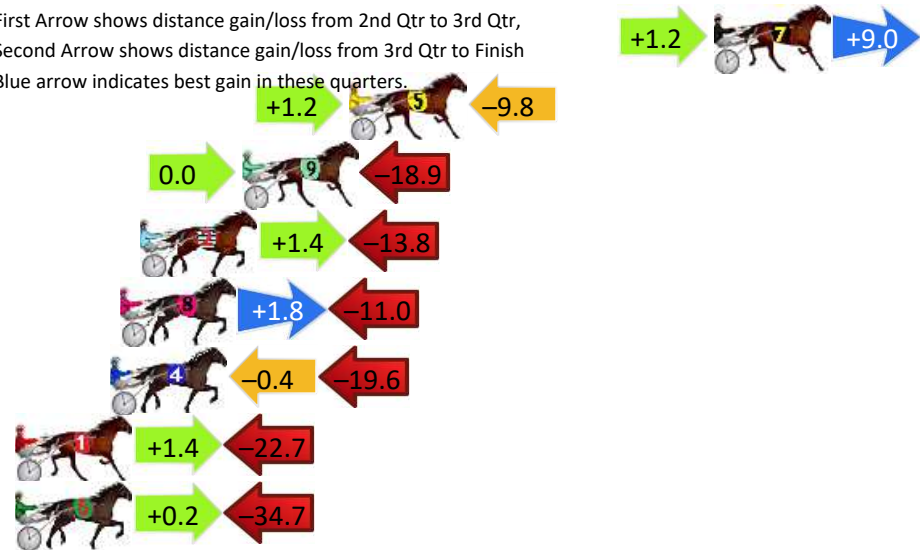 First Arrow shows distance gain/loss from 2nd Qtr to 3rd Qtr,
Second Arrow shows distance gain/loss from 3rd Qtr to Finish
Blue arrow indicates best gain in these quarters.
+1.2 7 +9.0
+1.2 5 –9.8
0.0 9 –18.9
2 +1.4 –13.8
8 +1.8 –11.0
4 –0.4 –19.6
1 +1.4 –22.7
+0.2 –34.7